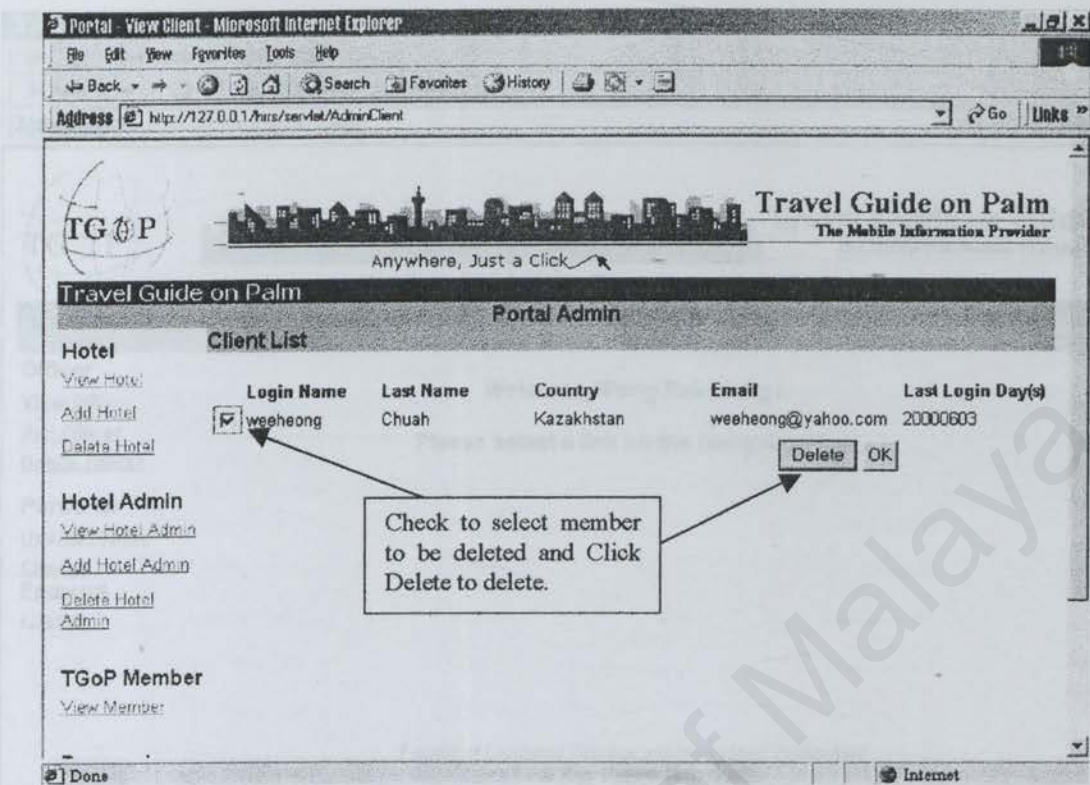 Portal - View Client - Microsoft Internet Explorer
File Edit View Favorites Tools Help
Back Search Favorites History
Address http://127.0.0.1/hrs/servlet/AdminClient Go Links »
TGoP
Travel Guide on Palm
The Mobile Information Provider
Anywhere, Just a Click
Travel Guide on Palm
Portal Admin
Client List
Hotel
View Hotel
Add Hotel
Delete Hotel
Login Name Last Name Country Email Last Login Day(s)
weeheong Chuah Kazakhstan weeheong@yahoo.com 20000603
Delete OK
Check to select member
to be deleted and Click
Delete to delete.
Hotel Admin
View Hotel Admin
Add Hotel Admin
Delete Hotel
Admin
TGoP Member
View Member
Done Internet
of Malaya